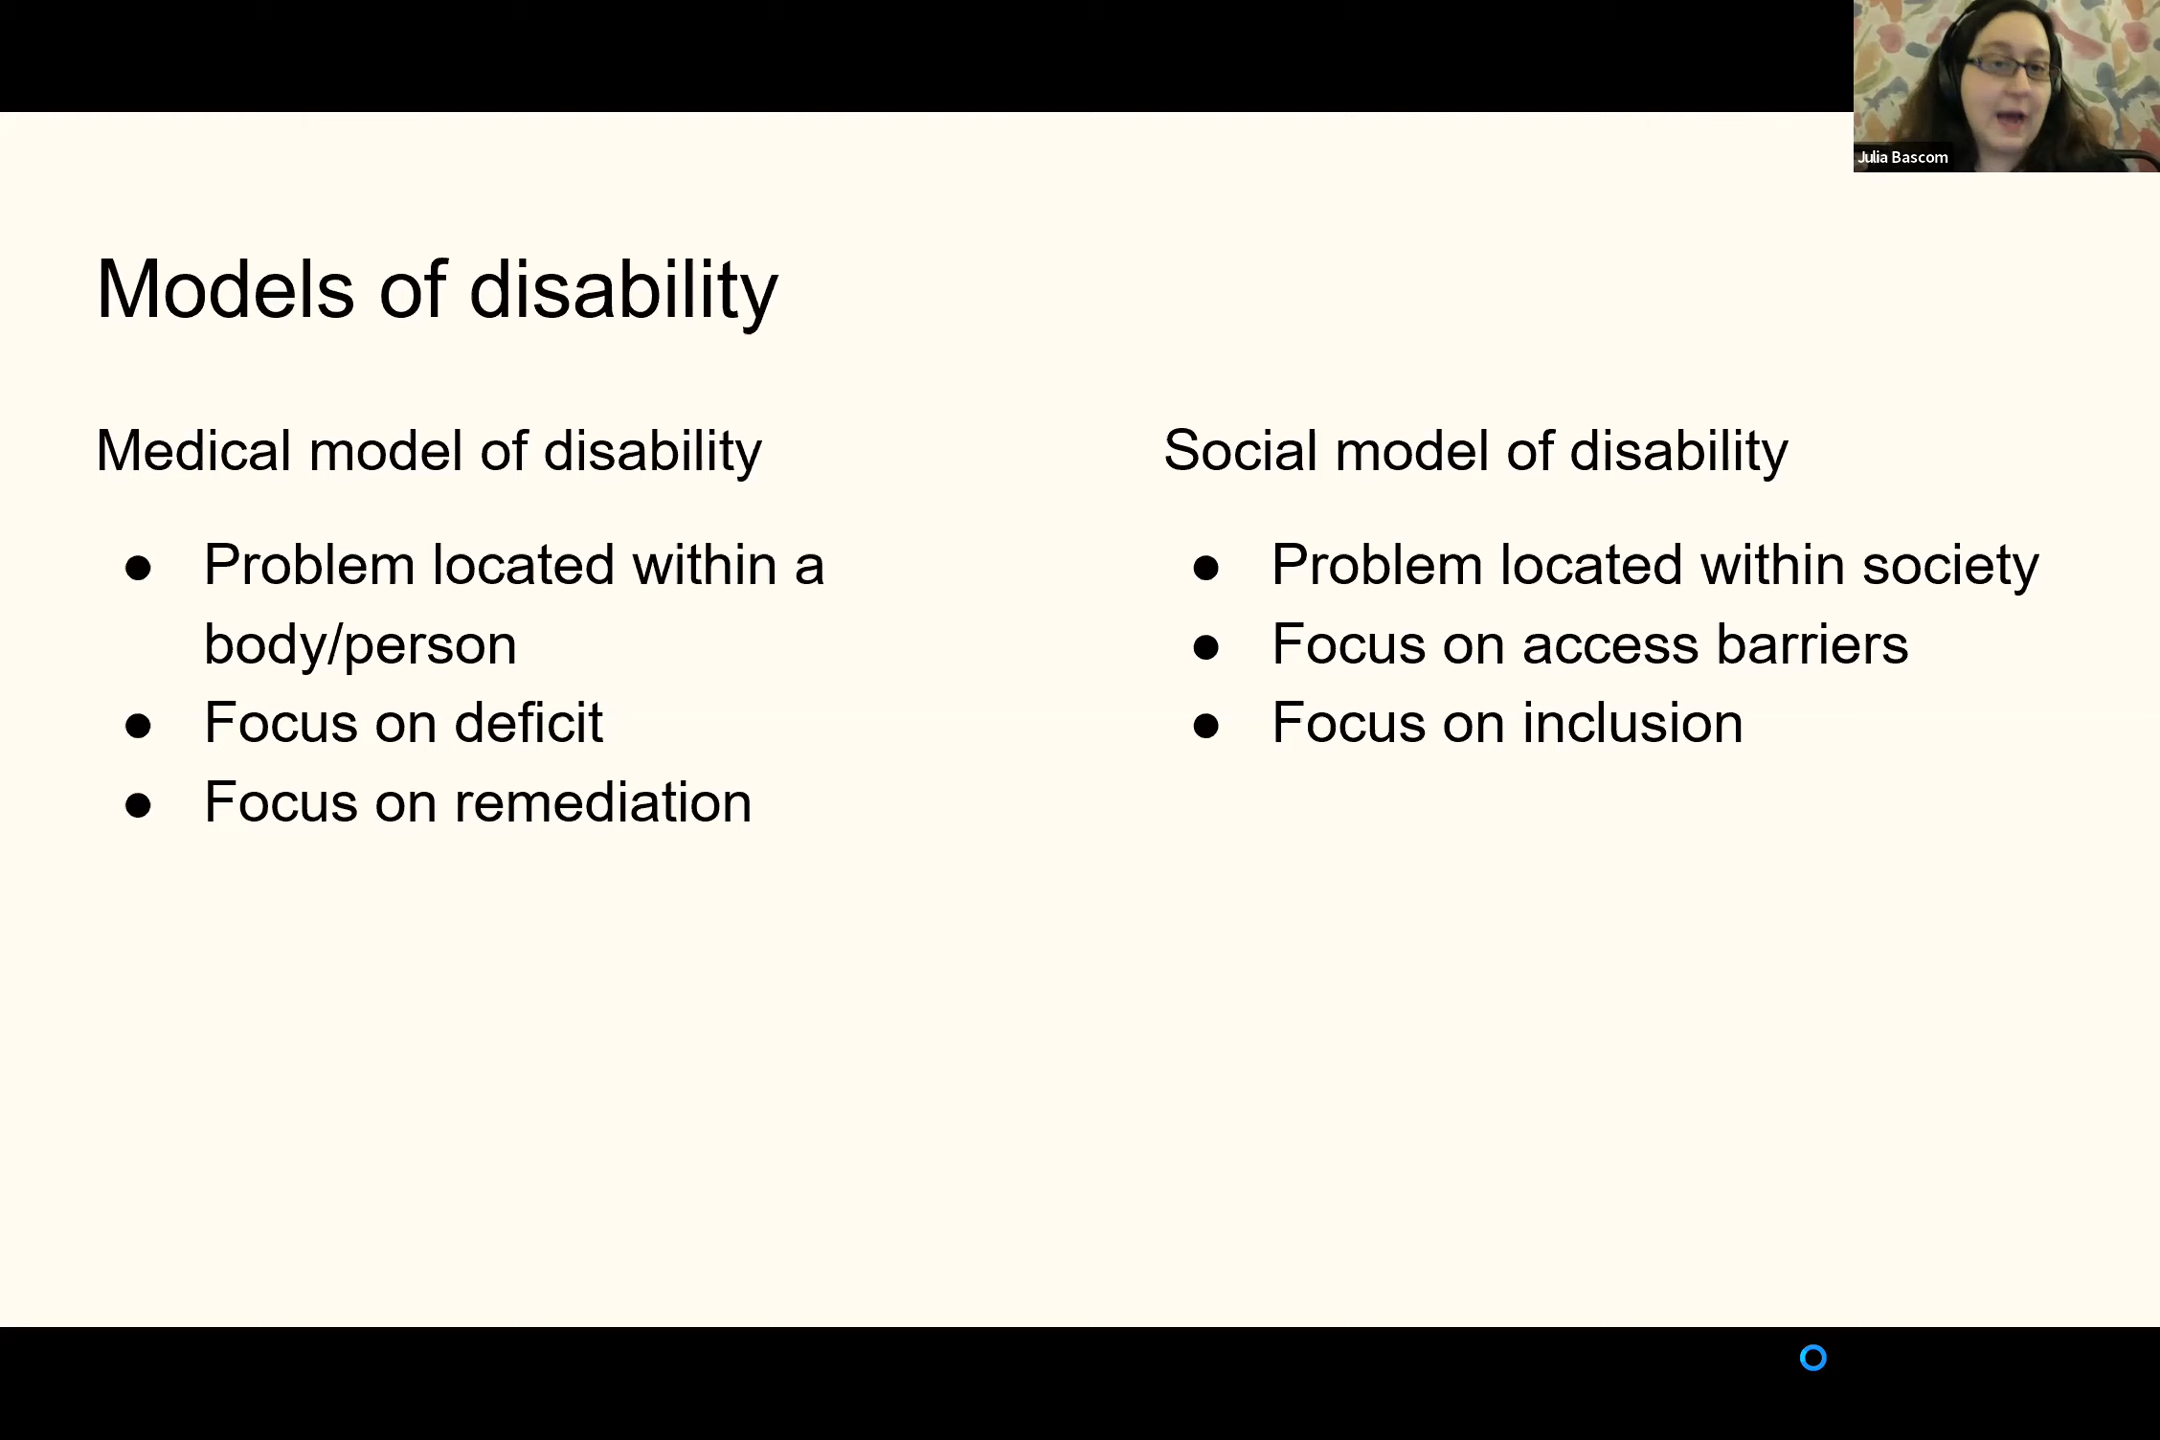 Julia Bascom
Models of disability
Medical model of disability
● Problem located within a
body/person
● Focus on deficit
● Focus on remediation
Social model of disability
● Problem located within society
● Focus on access barriers
● Focus on inclusion